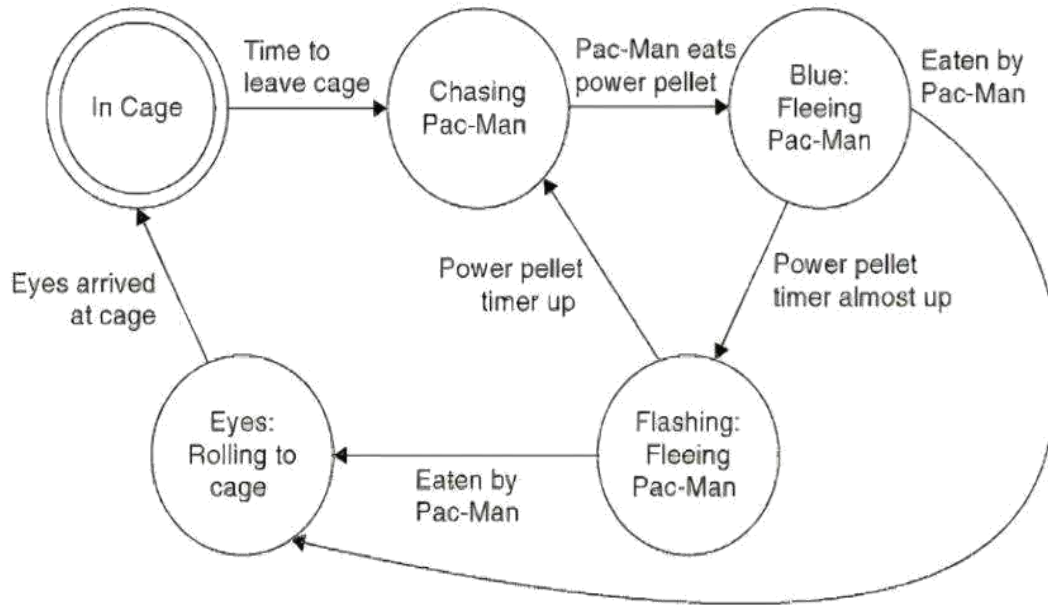 In Cage
Time to
leave cage
Chasing
Pac-Man
Pac-Man eats
power pellet
Blue:
Fleeing
Pac-Man
Eaten by
Pac-Man
Eyes arrived
at cage
Power pellet
timer up
Power pellet
timer almost up
Eyes:
Rolling to
cage
Eaten by
Pac-Man
Flashing:
Fleeing
Pac-Man